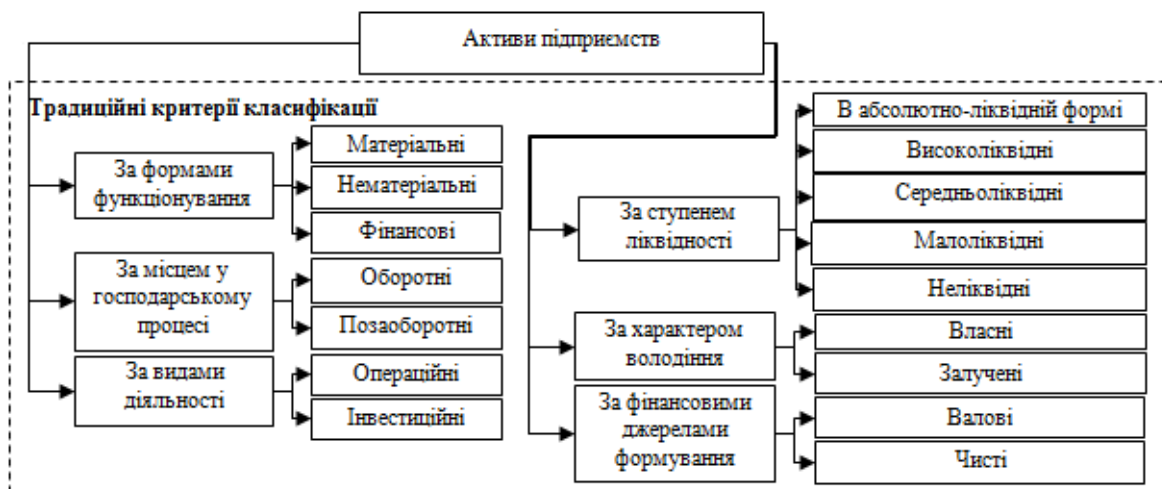 Активи підприємств
Традиційні критерії класифікації
За формами
функціонування
Матеріальні
Нематеріальні
Фінансові
За місцем у
господарському
процесі
Оборотні
Позаоборотні
За видами
діяльності
Операційні
Інвестиційні
За ступенем
ліквідності
В абсолютно-ліквідній формі
Високоліквідні
Середньоліквідні
Малоліквідні
Неліквідні
За характером
володіння
Власні
Залучені
За фінансовими
джерелами
формування
Валові
Чисті